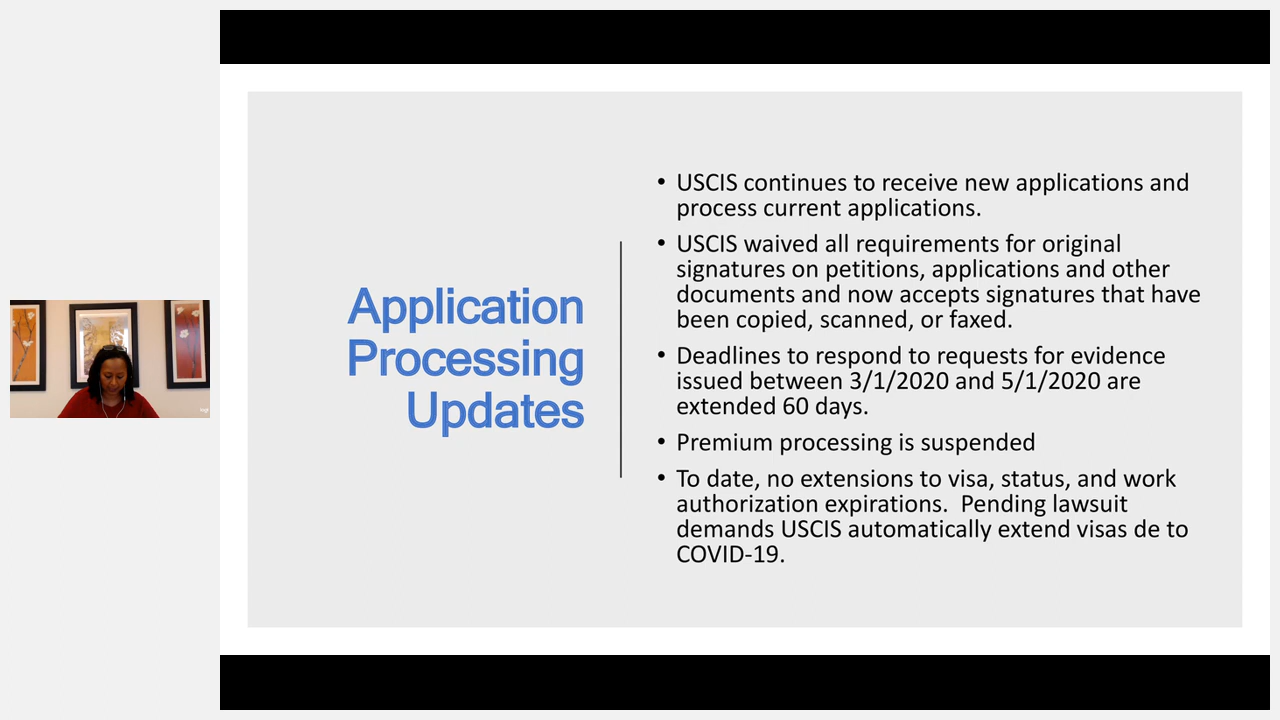 Application
Processing
Updates
• USCIS continues to receive new applications and
process current applications.
• USCIS waived all requirements for original
signatures on petitions, applications and other
documents and now accepts signatures that have
been copied, scanned, or faxed.
• Deadlines to respond to requests for evidence
issued between 3/1/2020 and 5/1/2020 are
extended 60 days.
• Premium processing is suspended
• To date, no extensions to visa, status, and work
authorization expirations.  Pending lawsuit
demands USCIS automatically extend visas de to
COVID-19.